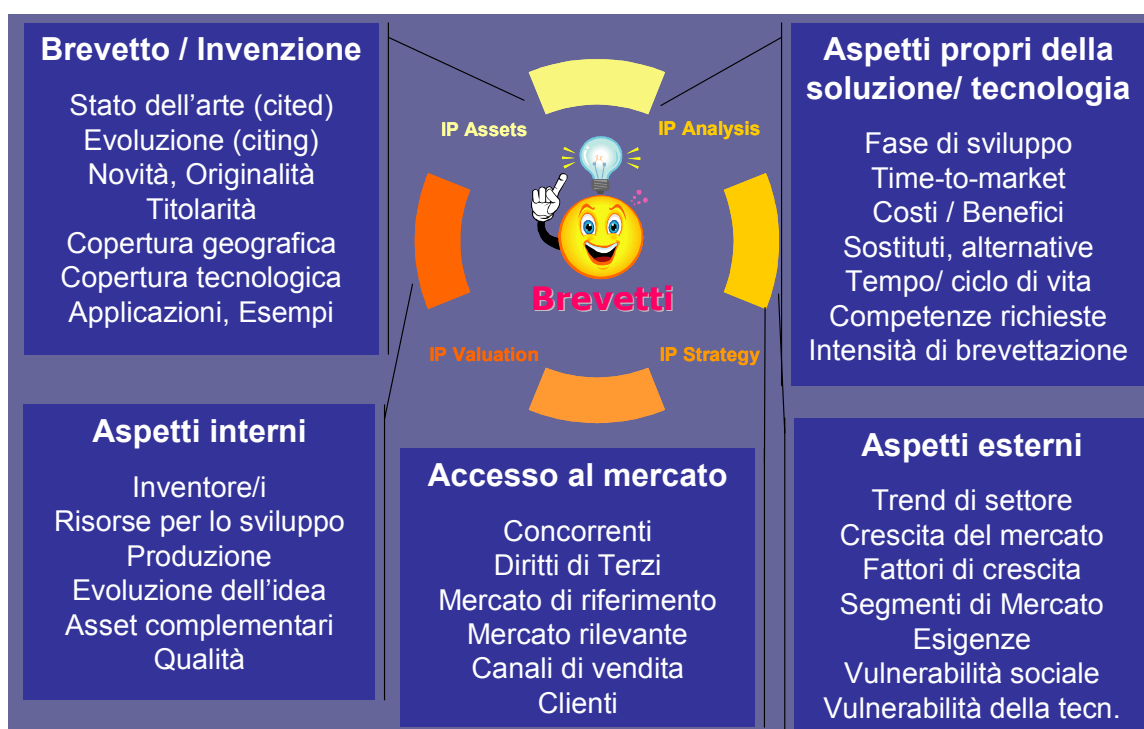 Brevetto / Invenzione
Stato dell’arte (cited)
Evoluzione (citing)
Novità, Originalità
Titolarità
Copertura geografica
Copertura tecnologica
Applicazioni, Esempi
IP Assets
IP Analysis
Brevetti
IP Valuation
IP Strategy
Aspetti propri della
soluzione/ tecnologia
Fase di sviluppo
Time-to-market
Costi / Benefici
Sostituti, alternative
Tempo/ ciclo di vita
Competenze richieste
Intensità di brevettazione
Aspetti interni
Inventore/i
Risorse per lo sviluppo
Produzione
Evoluzione dell’idea
Asset complementari
Qualità
Accesso al mercato
Concorrenti
Diritti di Terzi
Mercato di riferimento
Mercato rilevante
Canali di vendita
Clienti
Aspetti esterni
Trend di settore
Crescita del mercato
Fattori di crescita
Segmenti di Mercato
Esigenze
Vulnerabilità sociale
Vulnerabilità della tecn.